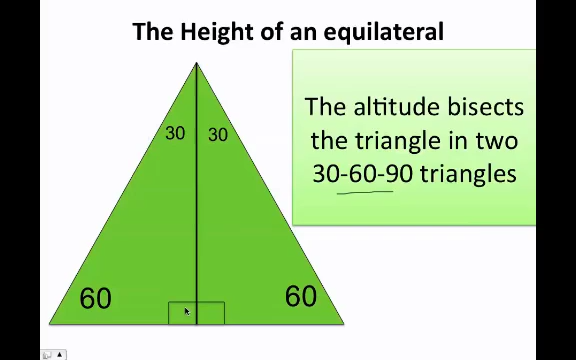 The Height of an equilateral
The altitude bisects
the triangle in two
30-60-90 triangles
30 30
60 60